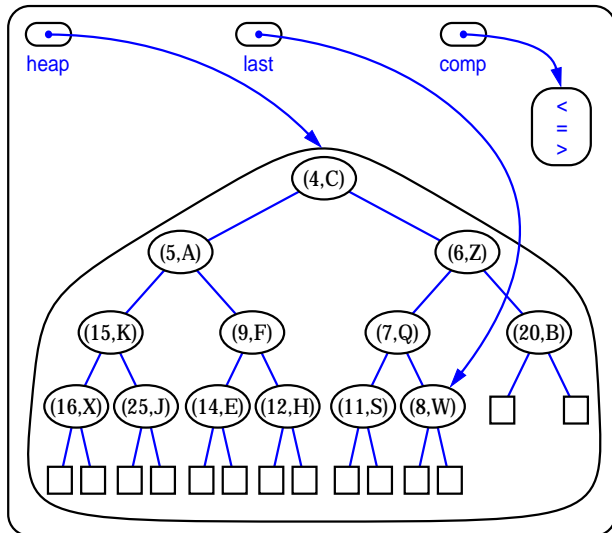 heap last comp
<
=
>
(4,C)
(5,A) (6,Z)
(15,K) (9,F) (7,Q) (20,B)
(16,X) (25,J) (14,E) (12,H) (11,S) (8,W)